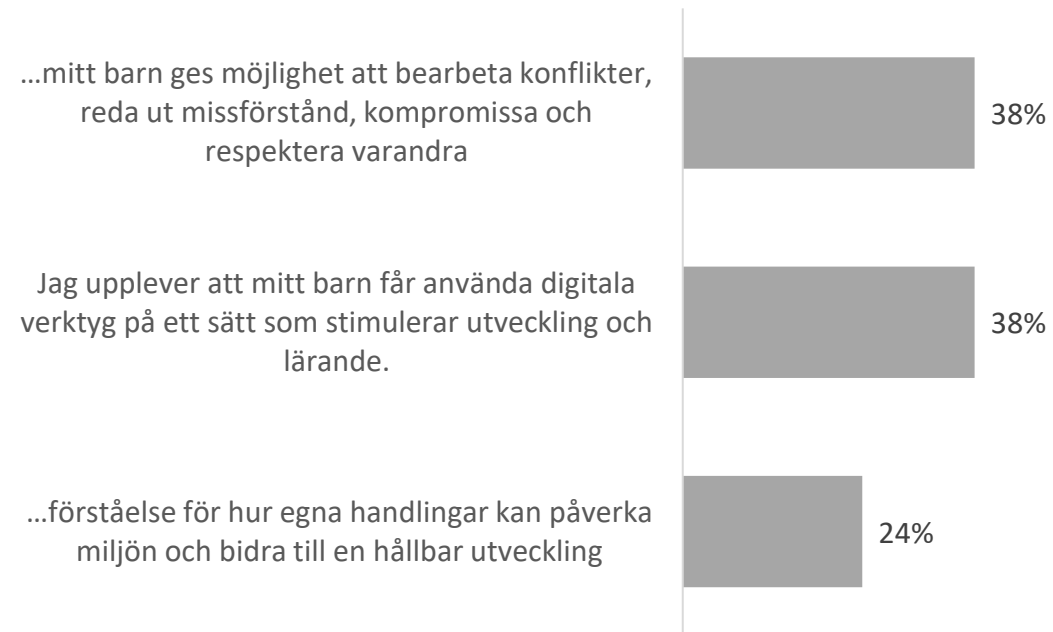 …mitt barn ges möjlighet att bearbeta konflikter,
reda ut missförstånd, kompromissa och
respektera varandra
38%
Jag upplever att mitt barn får använda digitala
verktyg på ett sätt som stimulerar utveckling och
lärande.
38%
…förståelse för hur egna handlingar kan påverka
miljön och bidra till en hållbar utveckling
24%